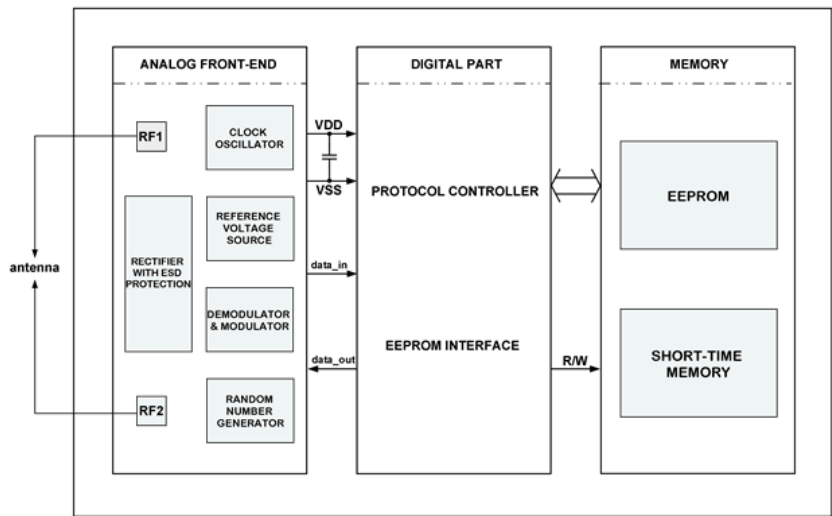 ANALOG FRONT-END
DIGITAL PART
MEMORY
RF1
CLOCK
OSCILLATOR
VDD
VSS
PROTOCOL CONTROLLER
EEPROM
REFERENCE
VOLTAGE
SOURCE
antenna
RECTIFIER
WITH ESD
PROTECTION
data_in
DEMODULATOR
& MODULATOR
EEPROM INTERFACE
data_out
R/W
SHORT-TIME
MEMORY
RF2
RANDOM
NUMBER
GENERATOR